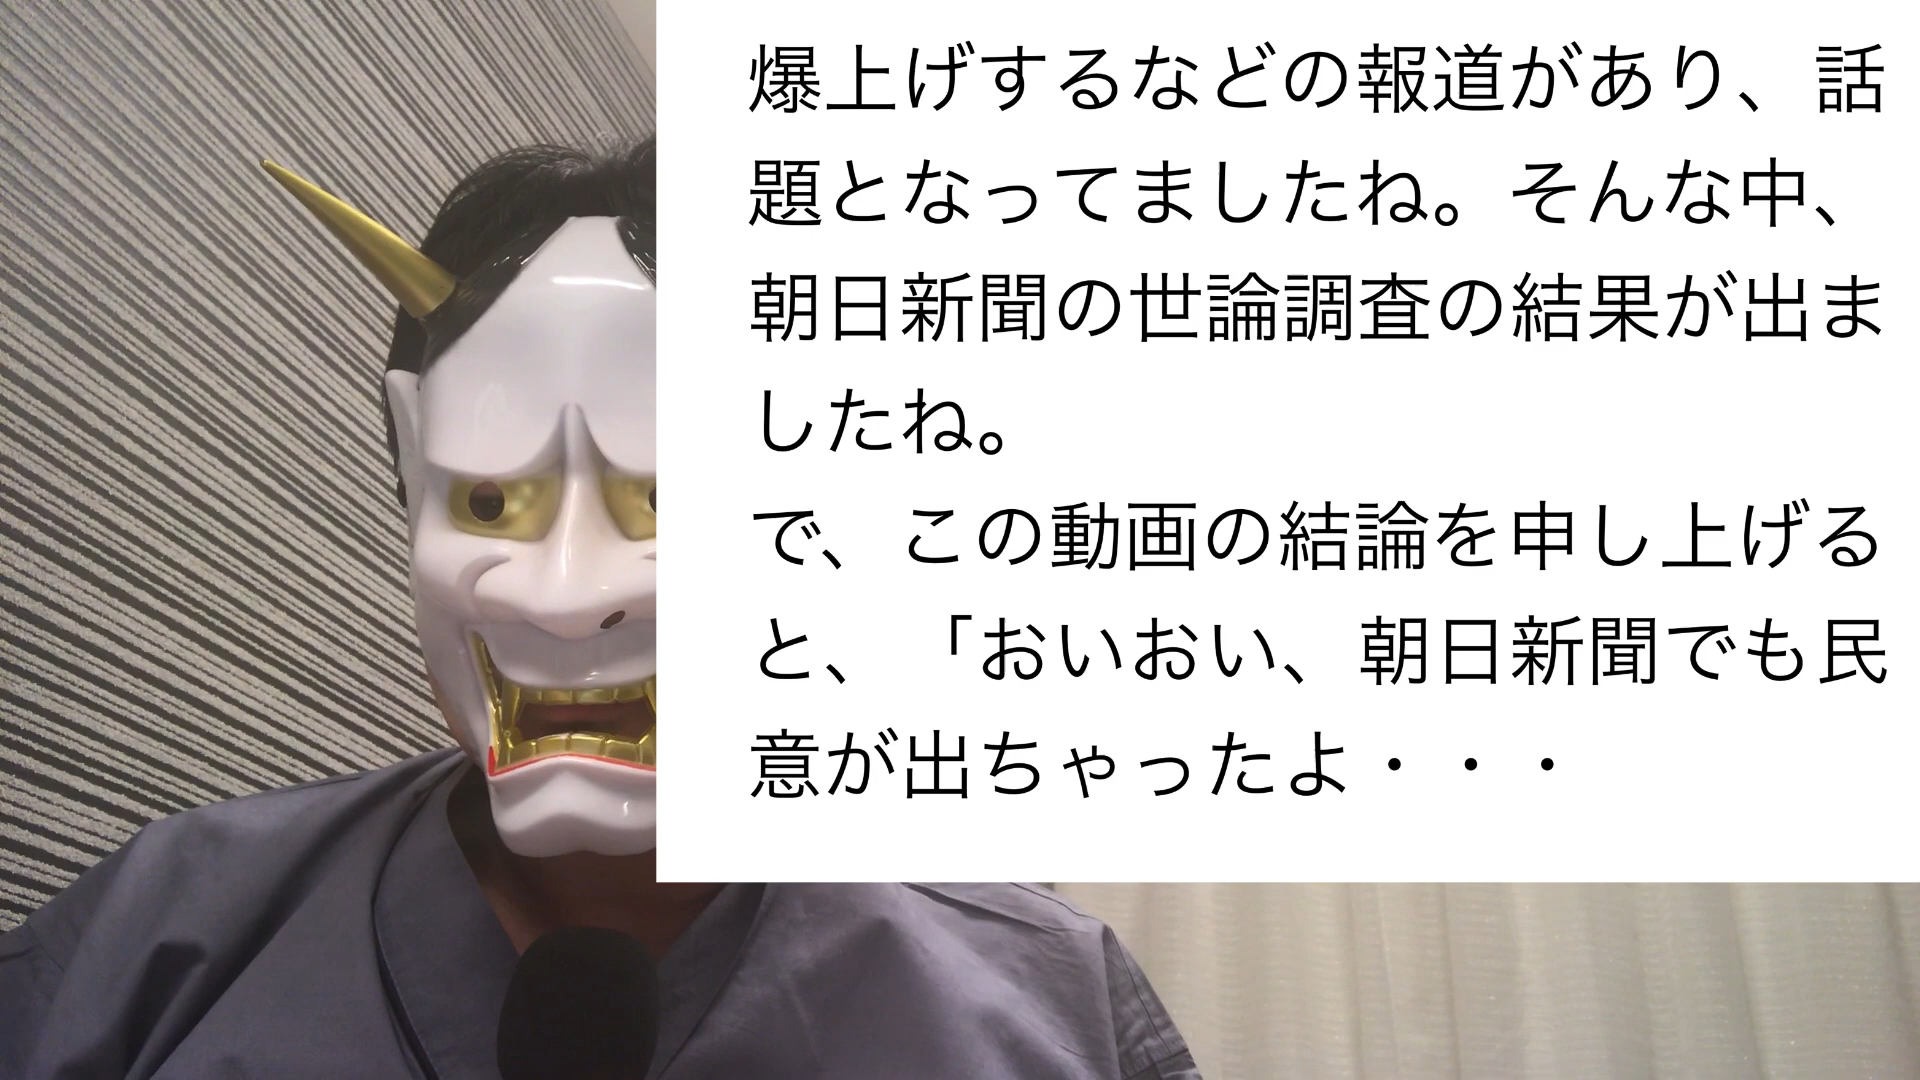 爆上げするなどの報道があり、話
題となってましたね。そんな中、
朝日新聞の世論調査の結果が出ま
したね。
で、この動画の結論を申し上げる
と、「おいおい、朝日新聞でも民
意が出ちゃったよ・・・